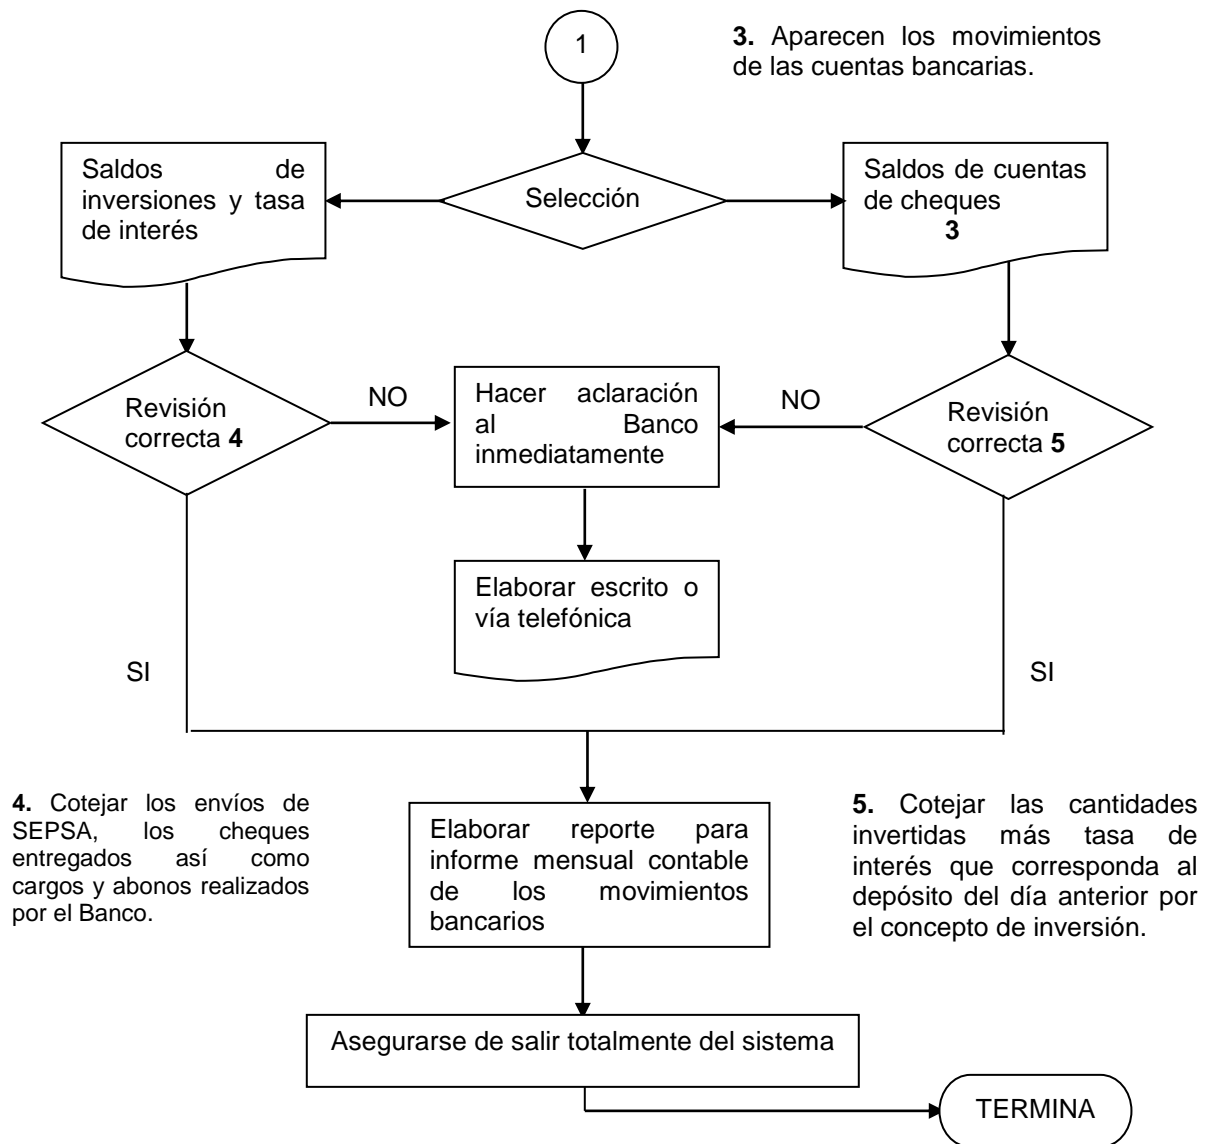 1
3. Aparecen los movimientos
de las cuentas bancarias.
Saldos de
inversiones y tasa
de interés
Selección
Saldos de cuentas
de cheques
3
Revisión
correcta 4
NO
Hacer aclaración
al Banco
inmediatamente
NO
Revisión
correcta 5
Elaborar escrito o
vía telefónica
SI
SI
4. Cotejar los envíos de
SEPSA, los cheques
entregados así como
cargos y abonos realizados
por el Banco.
Elaborar reporte para
informe mensual contable
de los movimientos
bancarios
5. Cotejar las cantidades
invertidas más tasa de
interés que corresponda al
depósito del día anterior por
el concepto de inversión.
Asegurarse de salir totalmente del sistema
TERMINA